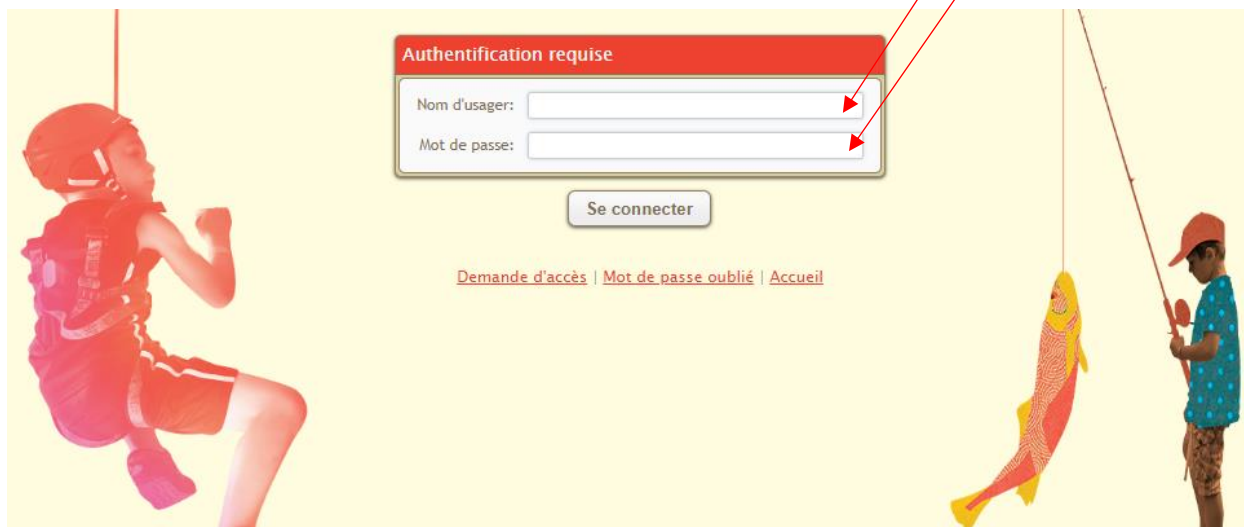 Authentification requise
Nom d'usager:
Mot de passe:
Se connecter
Demande d'accès | Mot de passe oublié | Accueil